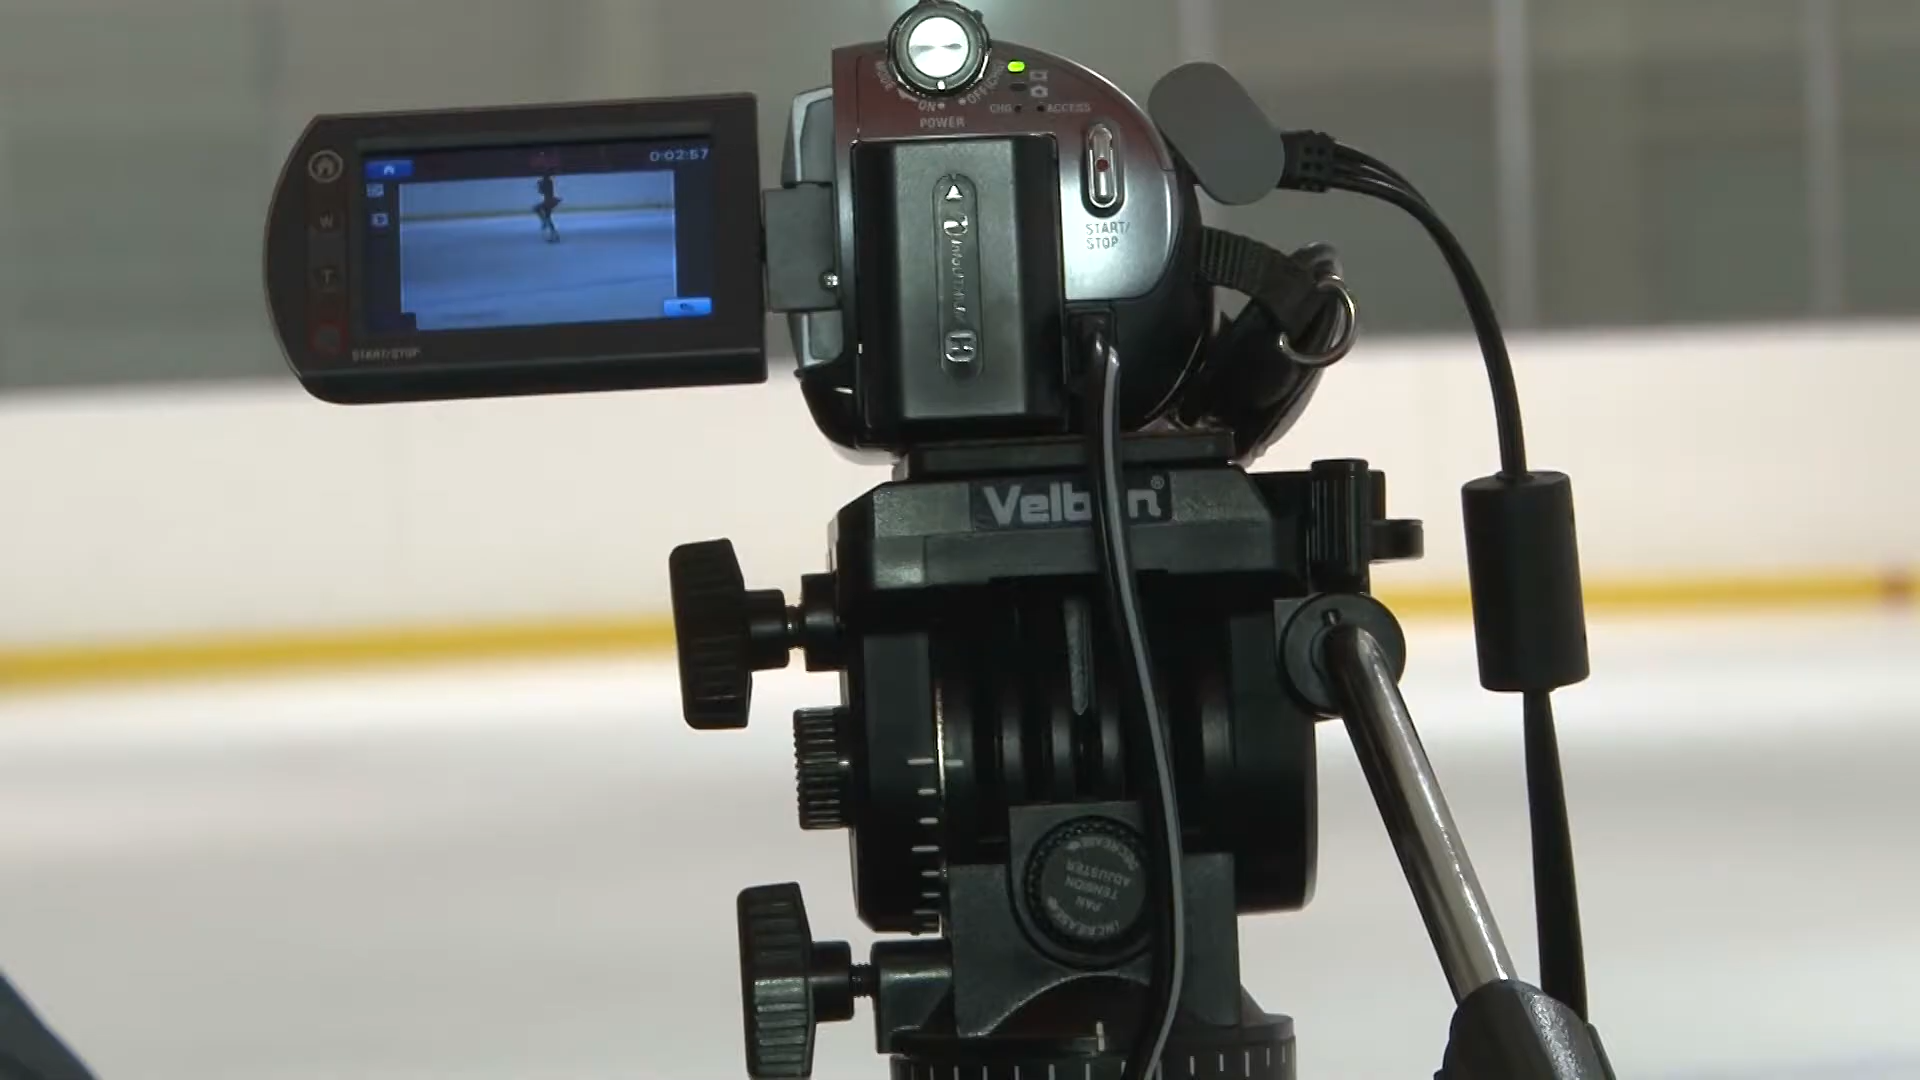 MODE
ON
OFF(CHG)
POWER
CHG
ACCESS
0:02:57
W
T
START/STOP
START/
STOP
InfoLITHIUM
H
Velbon®
DECREASE
ADJUSTER
TENSION
PAN
INCREASE